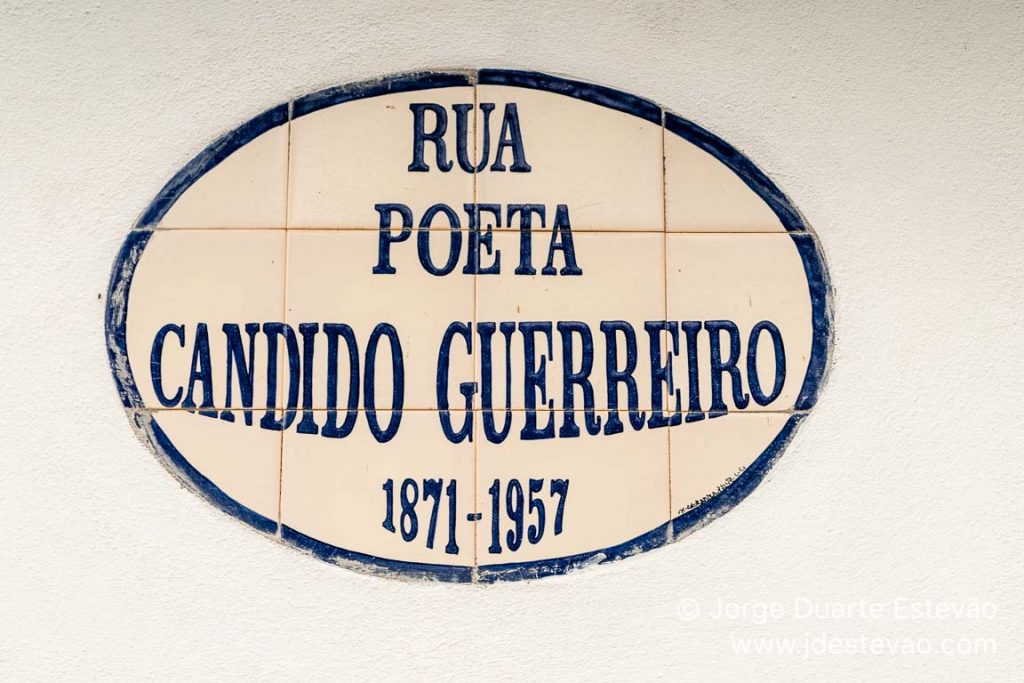 RUA
POETA
CANDIDO GUERREIRO
1871-1957
© Jorge Duarte Estevão
www.jdestevao.com